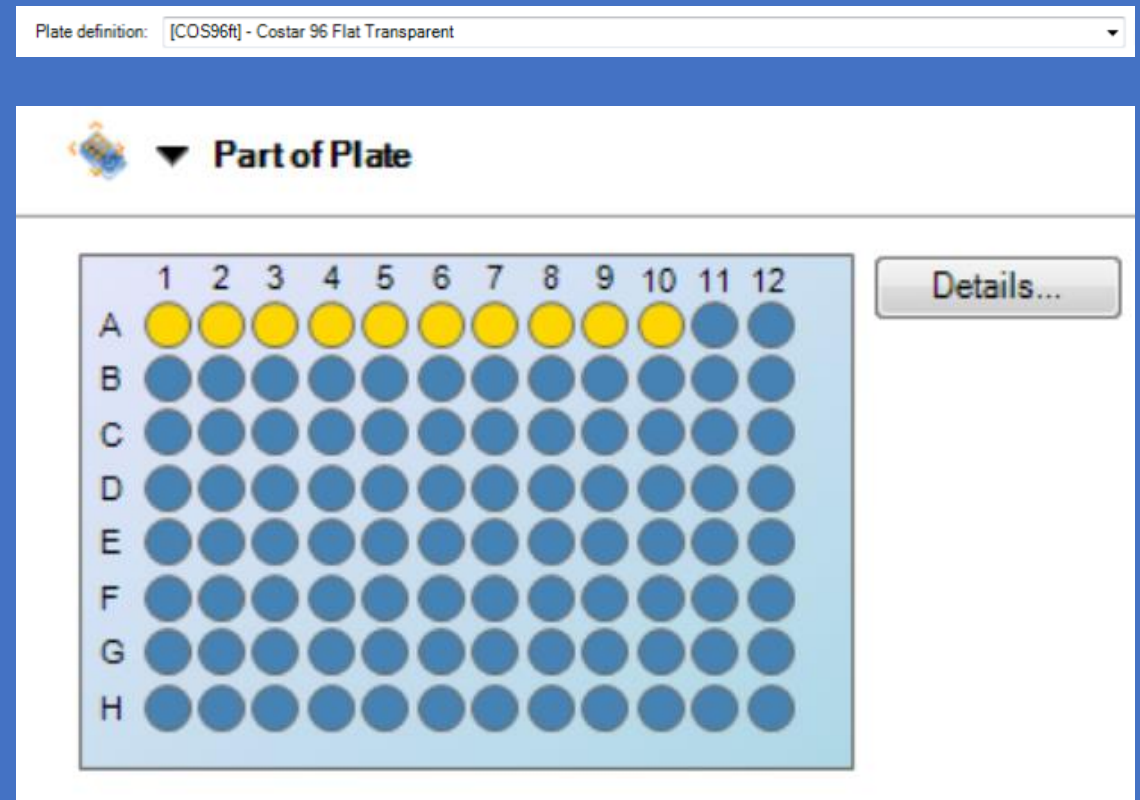 Plate definition: [COS96ft] - Costar 96 Flat Transparent
Part of Plate
1 2 3 4 5 6 7 8 9 10 11 12
Details...
A
B
C
D
E
F
G
H